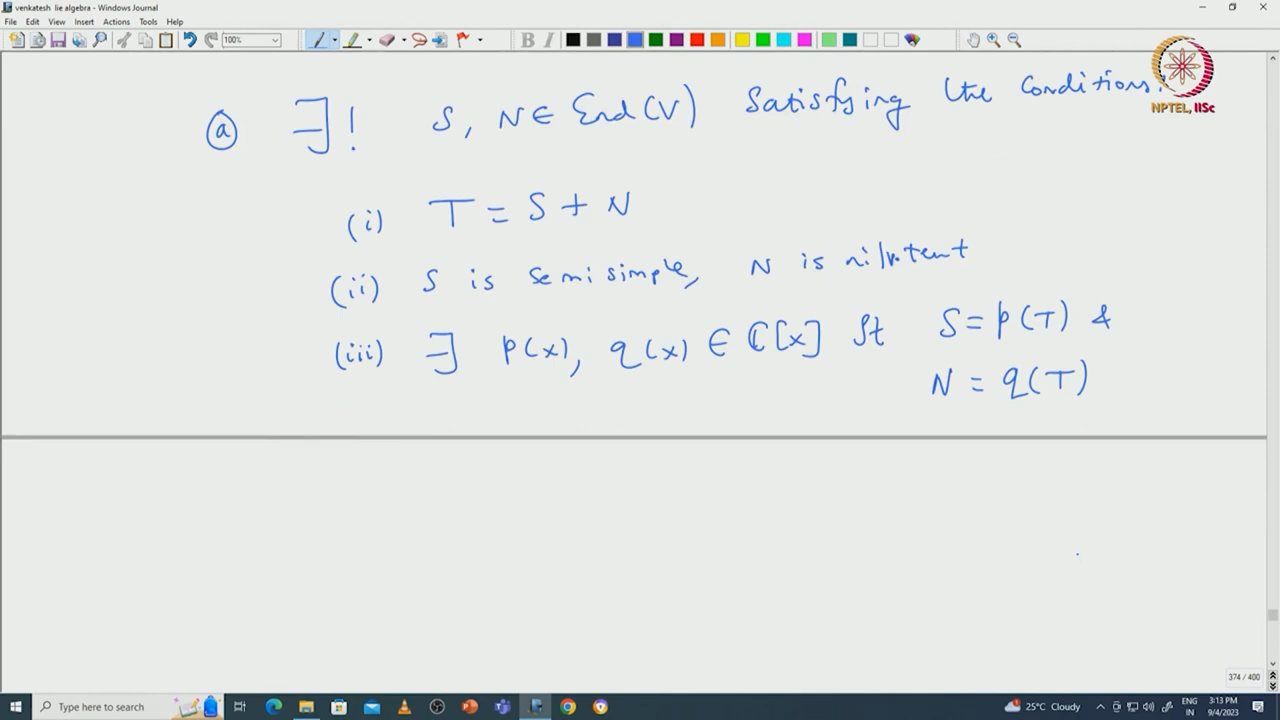 venkatesh lie algebra - Windows Journal
File Edit View Insert Actions Tools Help
100%
NPTEL, IISc
(a) ∃! S, N ∈ End(V) Satisfying the conditions:
(i) T = S + N
(ii) S is semisimple, N is nilpotent
(iii) ∃ p(x), q(x) ∈ ℂ[x] St S = p(T) &
N = q(T)
374 / 400
Type here to search
25°C Cloudy
ENG
IN
3:13 PM
9/4/2023